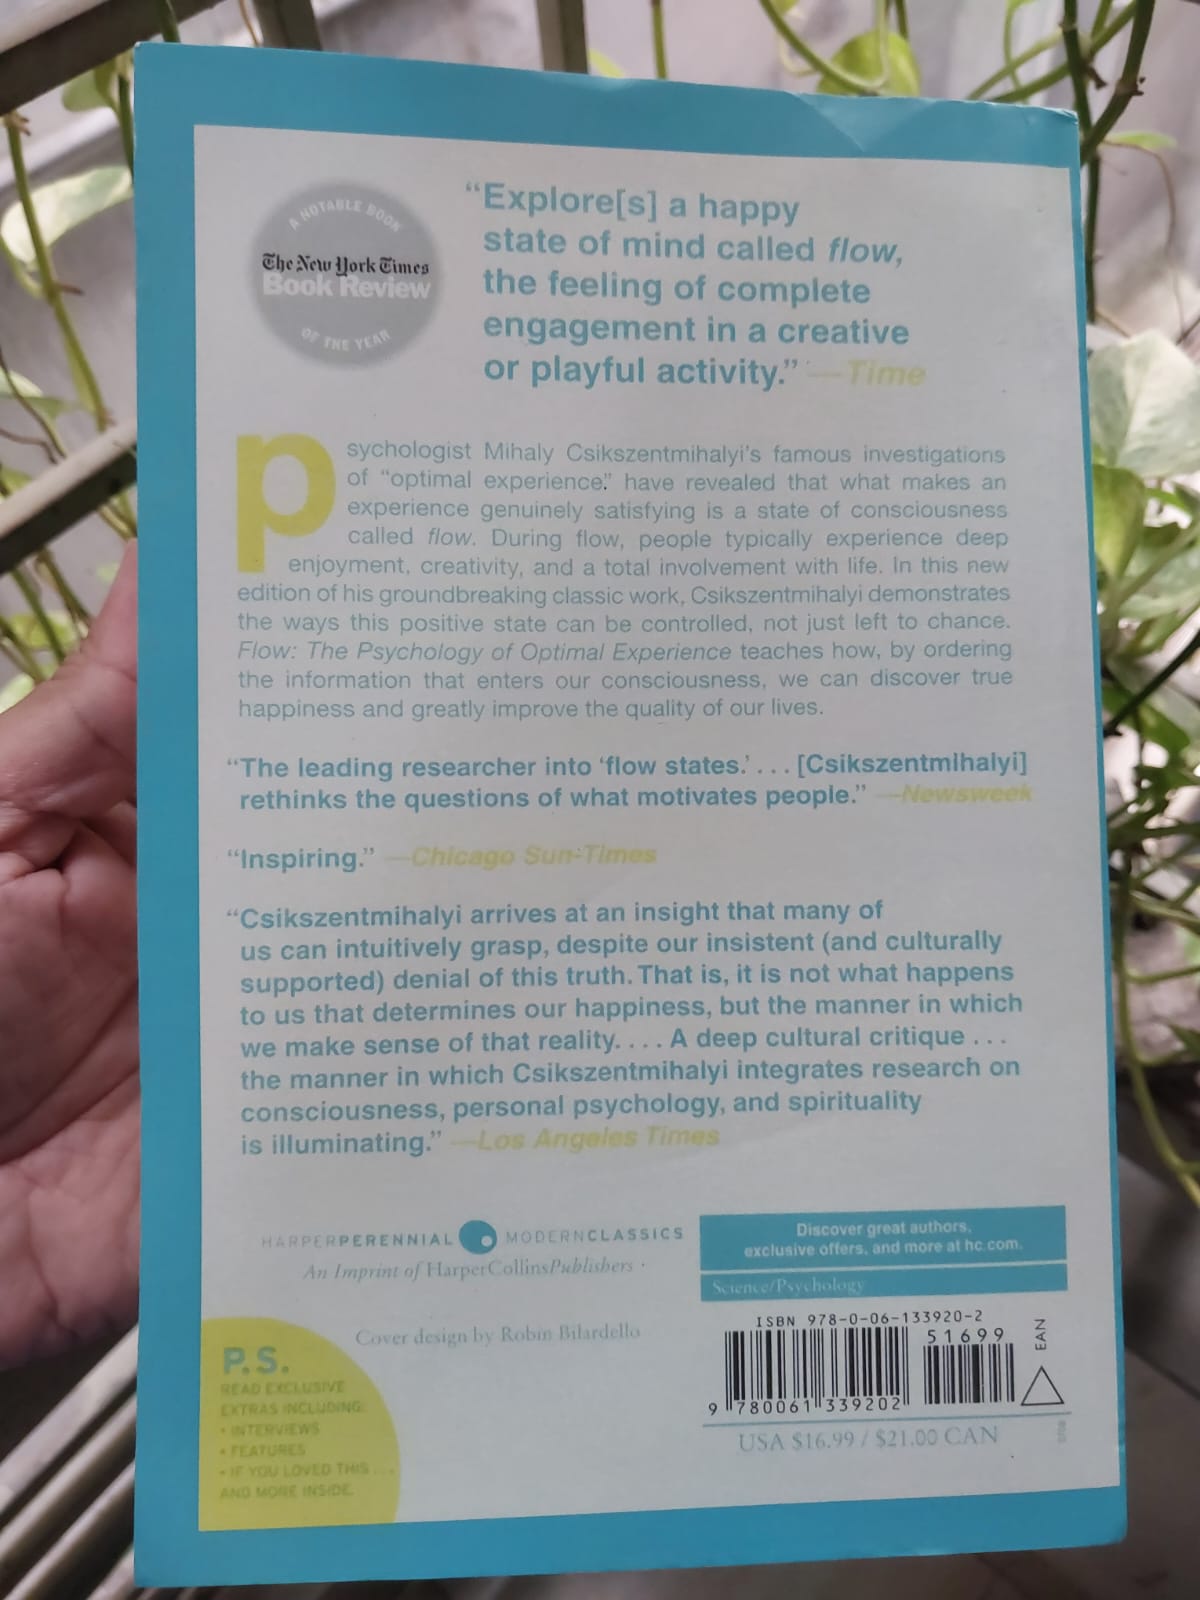 A NOTABLE BOOK
The New York Times
Book Review
OF THE YEAR
“Explore[s] a happy
state of mind called flow,
the feeling of complete
engagement in a creative
or playful activity.” —Time
Psychologist Mihaly Csikszentmihalyi's famous investigations
of “optimal experience” have revealed that what makes an
experience genuinely satisfying is a state of consciousness
called flow. During flow, people typically experience deep
enjoyment, creativity, and a total involvement with life. In this new
edition of his groundbreaking classic work, Csikszentmihalyi demonstrates
the ways this positive state can be controlled, not just left to chance.
Flow: The Psychology of Optimal Experience teaches how, by ordering
the information that enters our consciousness, we can discover true
happiness and greatly improve the quality of our lives.
“The leading researcher into ‘flow states.’ . . . [Csikszentmihalyi]
rethinks the questions of what motivates people.” —Newsweek
“Inspiring.” —Chicago Sun-Times
“Csikszentmihalyi arrives at an insight that many of
us can intuitively grasp, despite our insistent (and culturally
supported) denial of this truth. That is, it is not what happens
to us that determines our happiness, but the manner in which
we make sense of that reality. . . . A deep cultural critique . . .
the manner in which Csikszentmihalyi integrates research on
consciousness, personal psychology, and spirituality
is illuminating.” —Los Angeles Times
HARPERPERENNIAL MODERNCLASSICS
An Imprint of HarperCollinsPublishers
Cover design by Robin Bilardello
Discover great authors,
exclusive offers, and more at hc.com.
Science/Psychology
ISBN 978-0-06-133920-2
51699
EAN
9 780061 339202
USA $16.99 / $21.00 CAN
P.S.
READ EXCLUSIVE
EXTRAS INCLUDING:
• INTERVIEWS
• FEATURES
• IF YOU LOVED THIS . . .
AND MORE INSIDE.